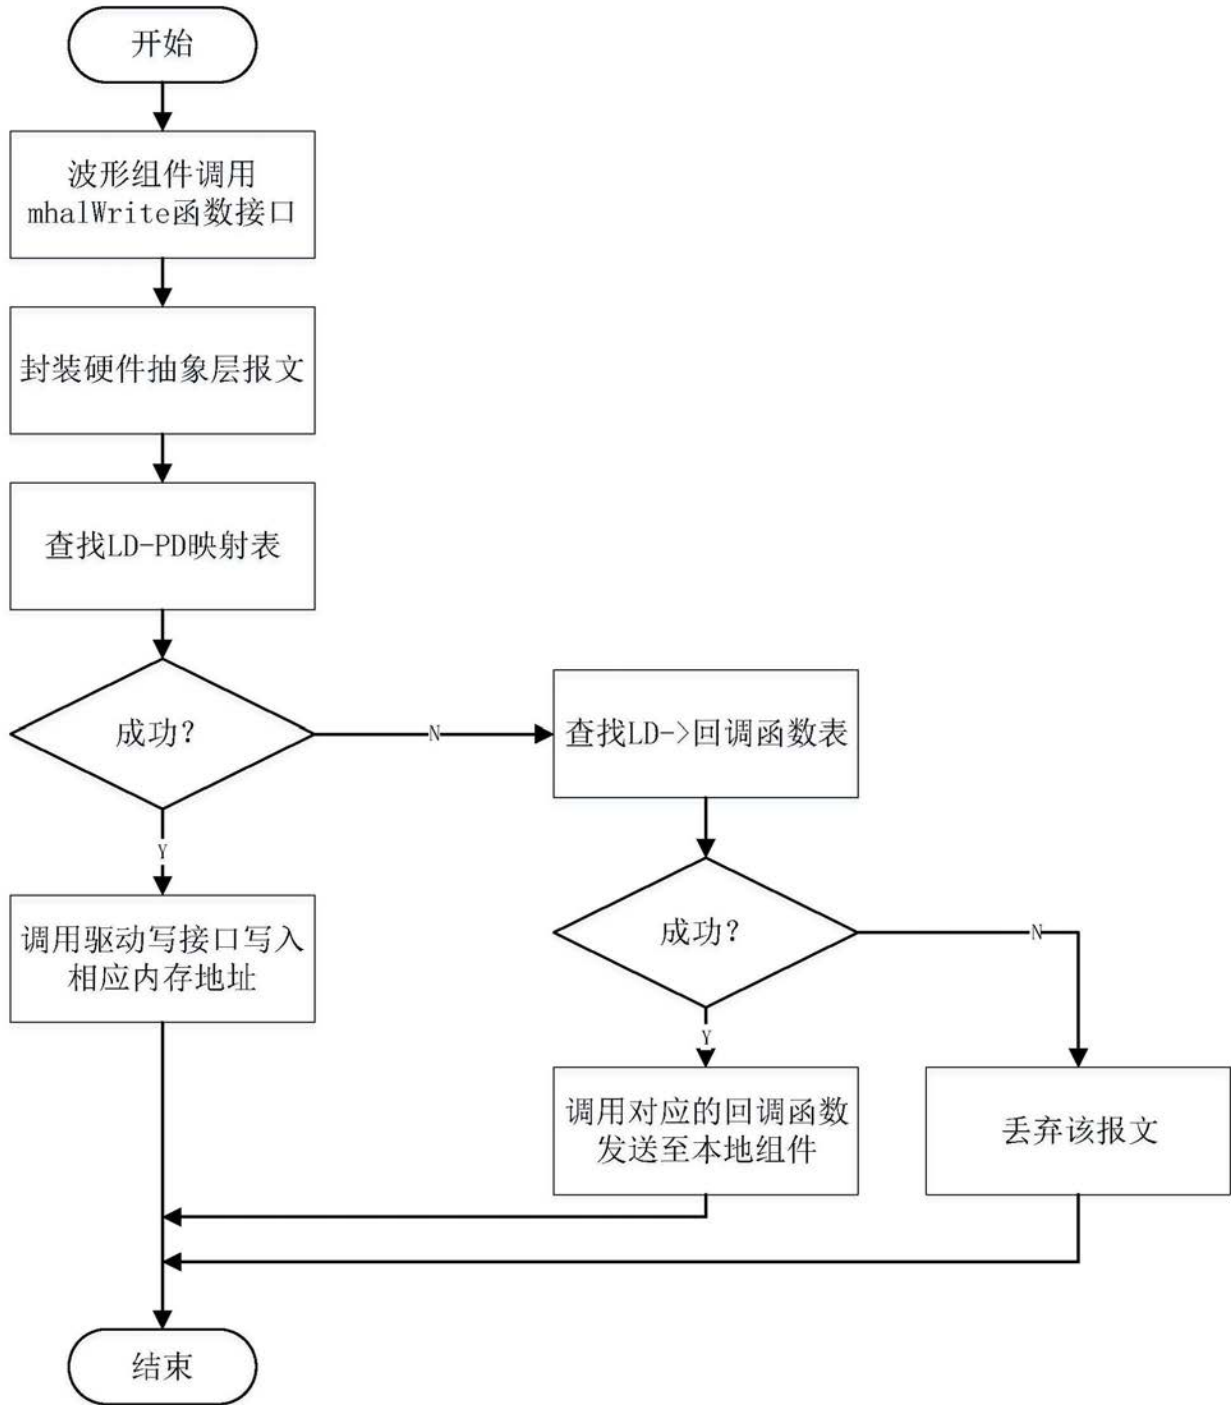 开始
波形组件调用
mhalWrite函数接口
封装硬件抽象层报文
查找LD-PD映射表
成功?
N
查找LD->回调函数表
Y
成功?
N
调用驱动写接口写入
相应内存地址
Y
调用对应的回调函数
发送至本地组件
丢弃该报文
结束